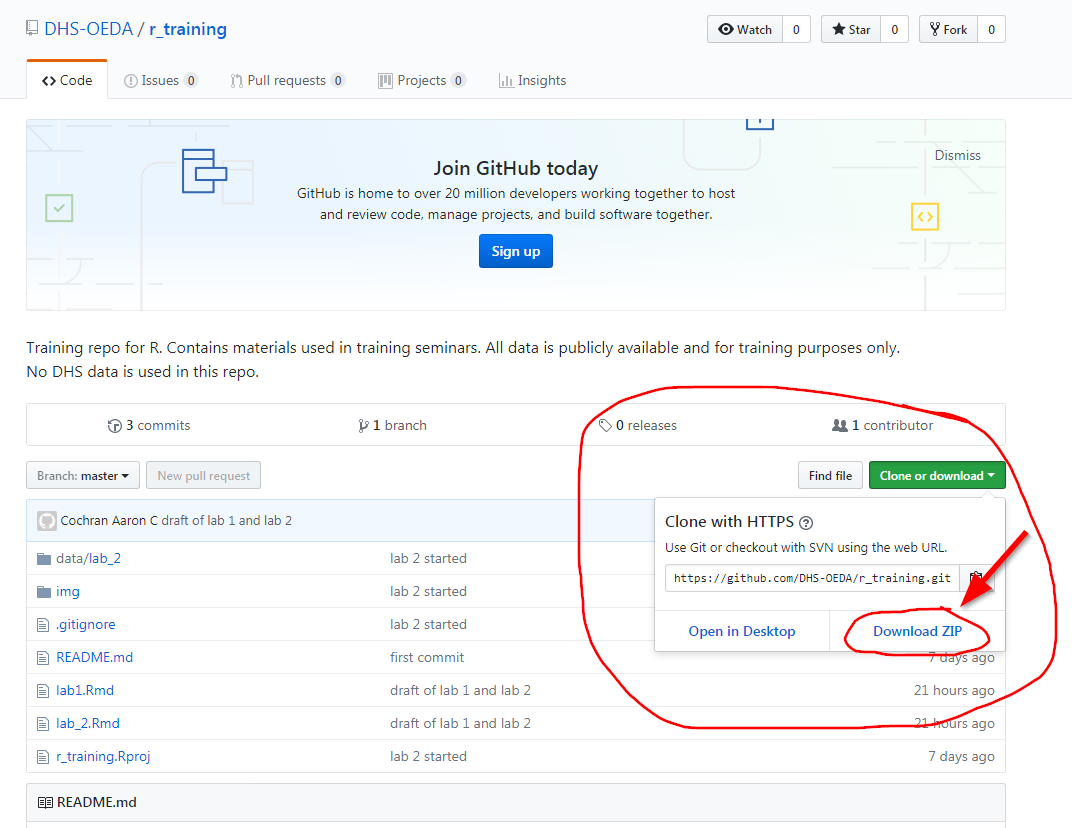 DHS-OEDA / r_training
Watch 0 Star 0 Fork 0
Code Issues 0 Pull requests 0 Projects 0 Insights
Dismiss
Join GitHub today
GitHub is home to over 20 million developers working together to host
and review code, manage projects, and build software together.
Sign up
Training repo for R. Contains materials used in training seminars. All data is publicly available and for training purposes only.
No DHS data is used in this repo.
3 commits 1 branch 0 releases 1 contributor
Branch: master New pull request Find file Clone or download
Cochran Aaron C draft of lab 1 and lab 2
Clone with HTTPS ?
Use Git or checkout with SVN using the web URL.
https://github.com/DHS-OEDA/r_training.git
Open in Desktop Download ZIP
data/lab_2 lab 2 started
img lab 2 started
.gitignore lab 2 started
README.md first commit 7 days ago
lab1.Rmd draft of lab 1 and lab 2 21 hours ago
lab_2.Rmd draft of lab 1 and lab 2 21 hours ago
r_training.Rproj lab 2 started 7 days ago
README.md